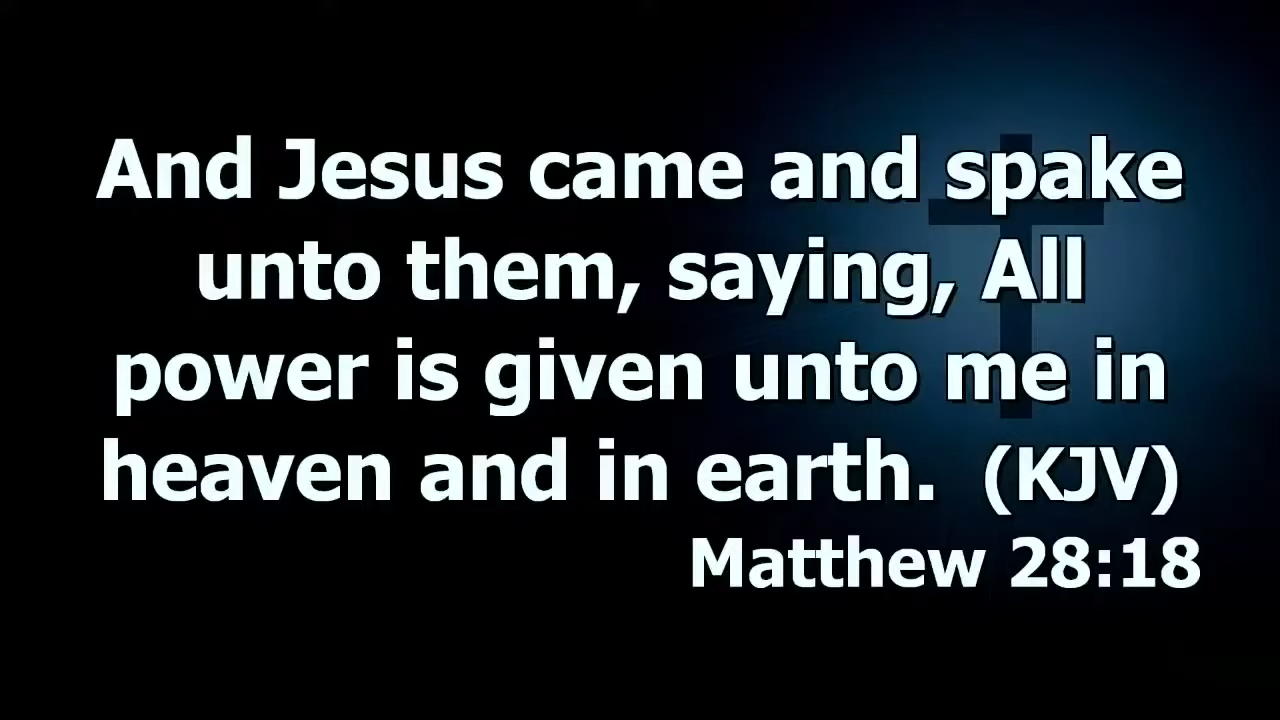 And Jesus came and spake
unto them, saying, All
power is given unto me in
heaven and in earth.  (KJV)
Matthew 28:18